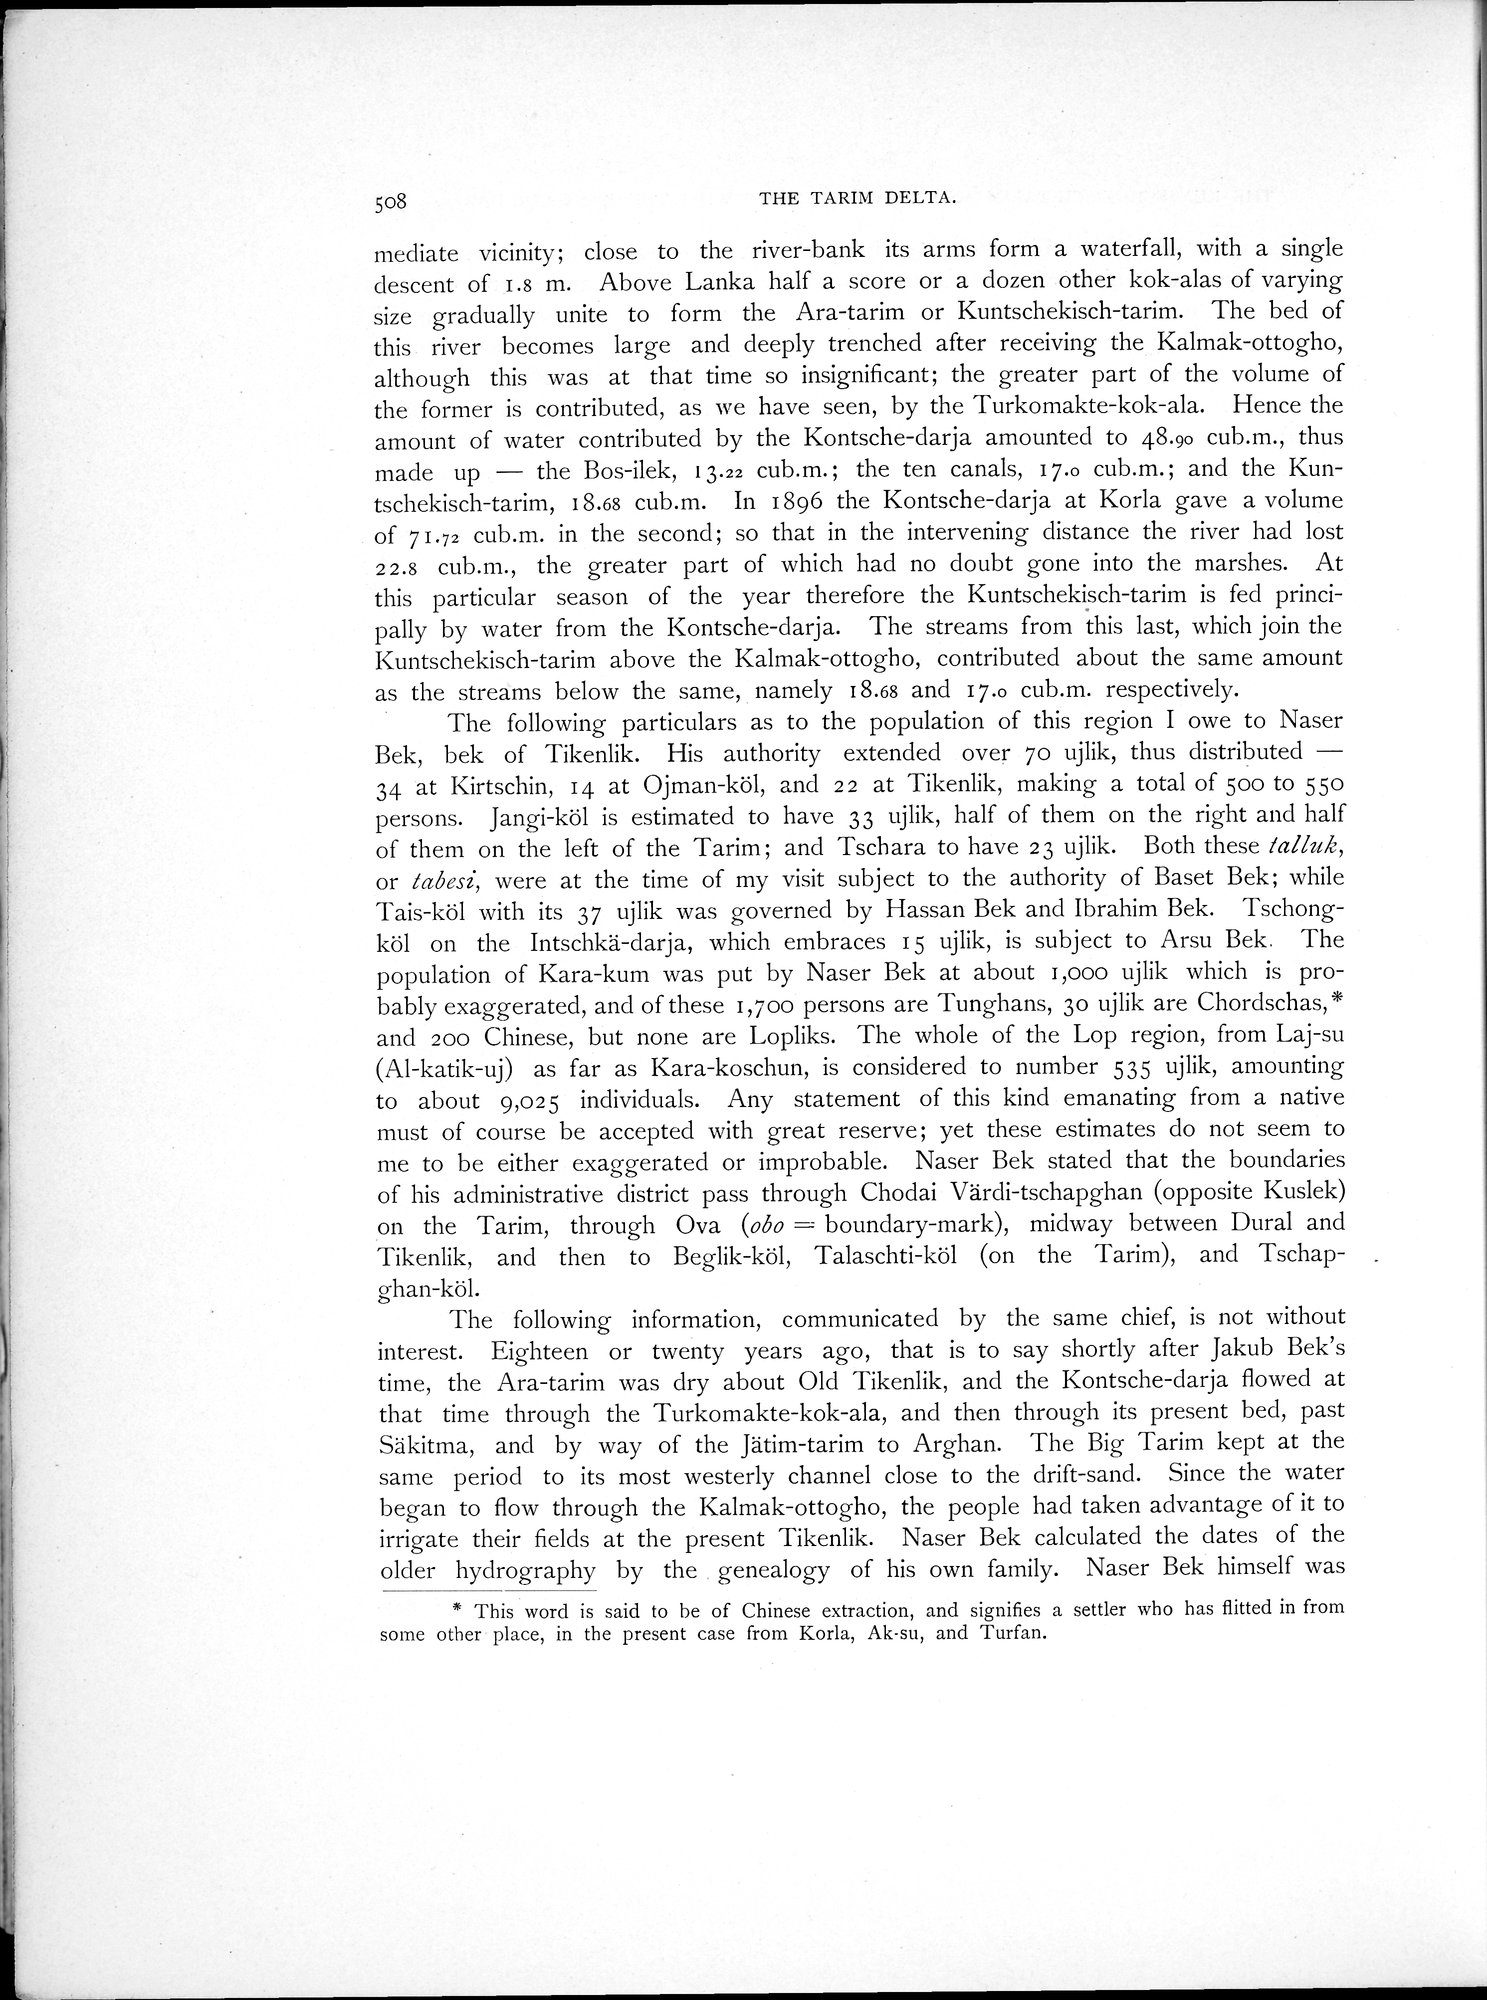 508
THE TARIM DELTA.
mediate vicinity; close to the river-bank its arms form a waterfall, with a single
descent of 1.8 m. Above Lanka half a score or a dozen other kok-alas of varying
size gradually unite to form the Ara-tarim or Kuntschekisch-tarim. The bed of
this river becomes large and deeply trenched after receiving the Kalmak-ottogho,
although this was at that time so insignificant; the greater part of the volume of
the former is contributed, as we have seen, by the Turkomakte-kok-ala. Hence the
amount of water contributed by the Kontsche-darja amounted to 48.90 cub.m., thus
made up — the Bos-ilek, 13.22 cub.m.; the ten canals, 17.0 cub.m.; and the Kun-
tschekisch-tarim, 18.68 cub.m. In 1896 the Kontsche-darja at Korla gave a volume
of 71.72 cub.m. in the second; so that in the intervening distance the river had lost
22.8 cub.m., the greater part of which had no doubt gone into the marshes. At
this particular season of the year therefore the Kuntschekisch-tarim is fed princi-
pally by water from the Kontsche-darja. The streams from this last, which join the
Kuntschekisch-tarim above the Kalmak-ottogho, contributed about the same amount
as the streams below the same, namely 18.68 and 17.0 cub.m. respectively.
The following particulars as to the population of this region I owe to Naser
Bek, bek of Tikenlik. His authority extended over 70 ujlik, thus distributed —
34 at Kirtschin, 14 at Ojman-köl, and 22 at Tikenlik, making a total of 500 to 550
persons. Jangi-köl is estimated to have 33 ujlik, half of them on the right and half
of them on the left of the Tarim; and Tschara to have 23 ujlik. Both these talluk,
or tabesi, were at the time of my visit subject to the authority of Baset Bek; while
Tais-köl with its 37 ujlik was governed by Hassan Bek and Ibrahim Bek. Tschong-
köl on the Intschkä-darja, which embraces 15 ujlik, is subject to Arsu Bek. The
population of Kara-kum was put by Naser Bek at about 1,000 ujlik which is pro-
bably exaggerated, and of these 1,700 persons are Tunghans, 30 ujlik are Chordschas,*
and 200 Chinese, but none are Lopliks. The whole of the Lop region, from Laj-su
(Al-katik-uj) as far as Kara-koschun, is considered to number 535 ujlik, amounting
to about 9,025 individuals. Any statement of this kind emanating from a native
must of course be accepted with great reserve; yet these estimates do not seem to
me to be either exaggerated or improbable. Naser Bek stated that the boundaries
of his administrative district pass through Chodai Värdi-tschapghan (opposite Kuslek)
on the Tarim, through Ova (obo = boundary-mark), midway between Dural and
Tikenlik, and then to Beglik-köl, Talaschti-köl (on the Tarim), and Tschap-
ghan-köl.
The following information, communicated by the same chief, is not without
interest. Eighteen or twenty years ago, that is to say shortly after Jakub Bek's
time, the Ara-tarim was dry about Old Tikenlik, and the Kontsche-darja flowed at
that time through the Turkomakte-kok-ala, and then through its present bed, past
Säkitma, and by way of the Jätim-tarim to Arghan. The Big Tarim kept at the
same period to its most westerly channel close to the drift-sand. Since the water
began to flow through the Kalmak-ottogho, the people had taken advantage of it to
irrigate their fields at the present Tikenlik. Naser Bek calculated the dates of the
older hydrography by the genealogy of his own family. Naser Bek himself was
* This word is said to be of Chinese extraction, and signifies a settler who has flitted in from
some other place, in the present case from Korla, Ak-su, and Turfan.